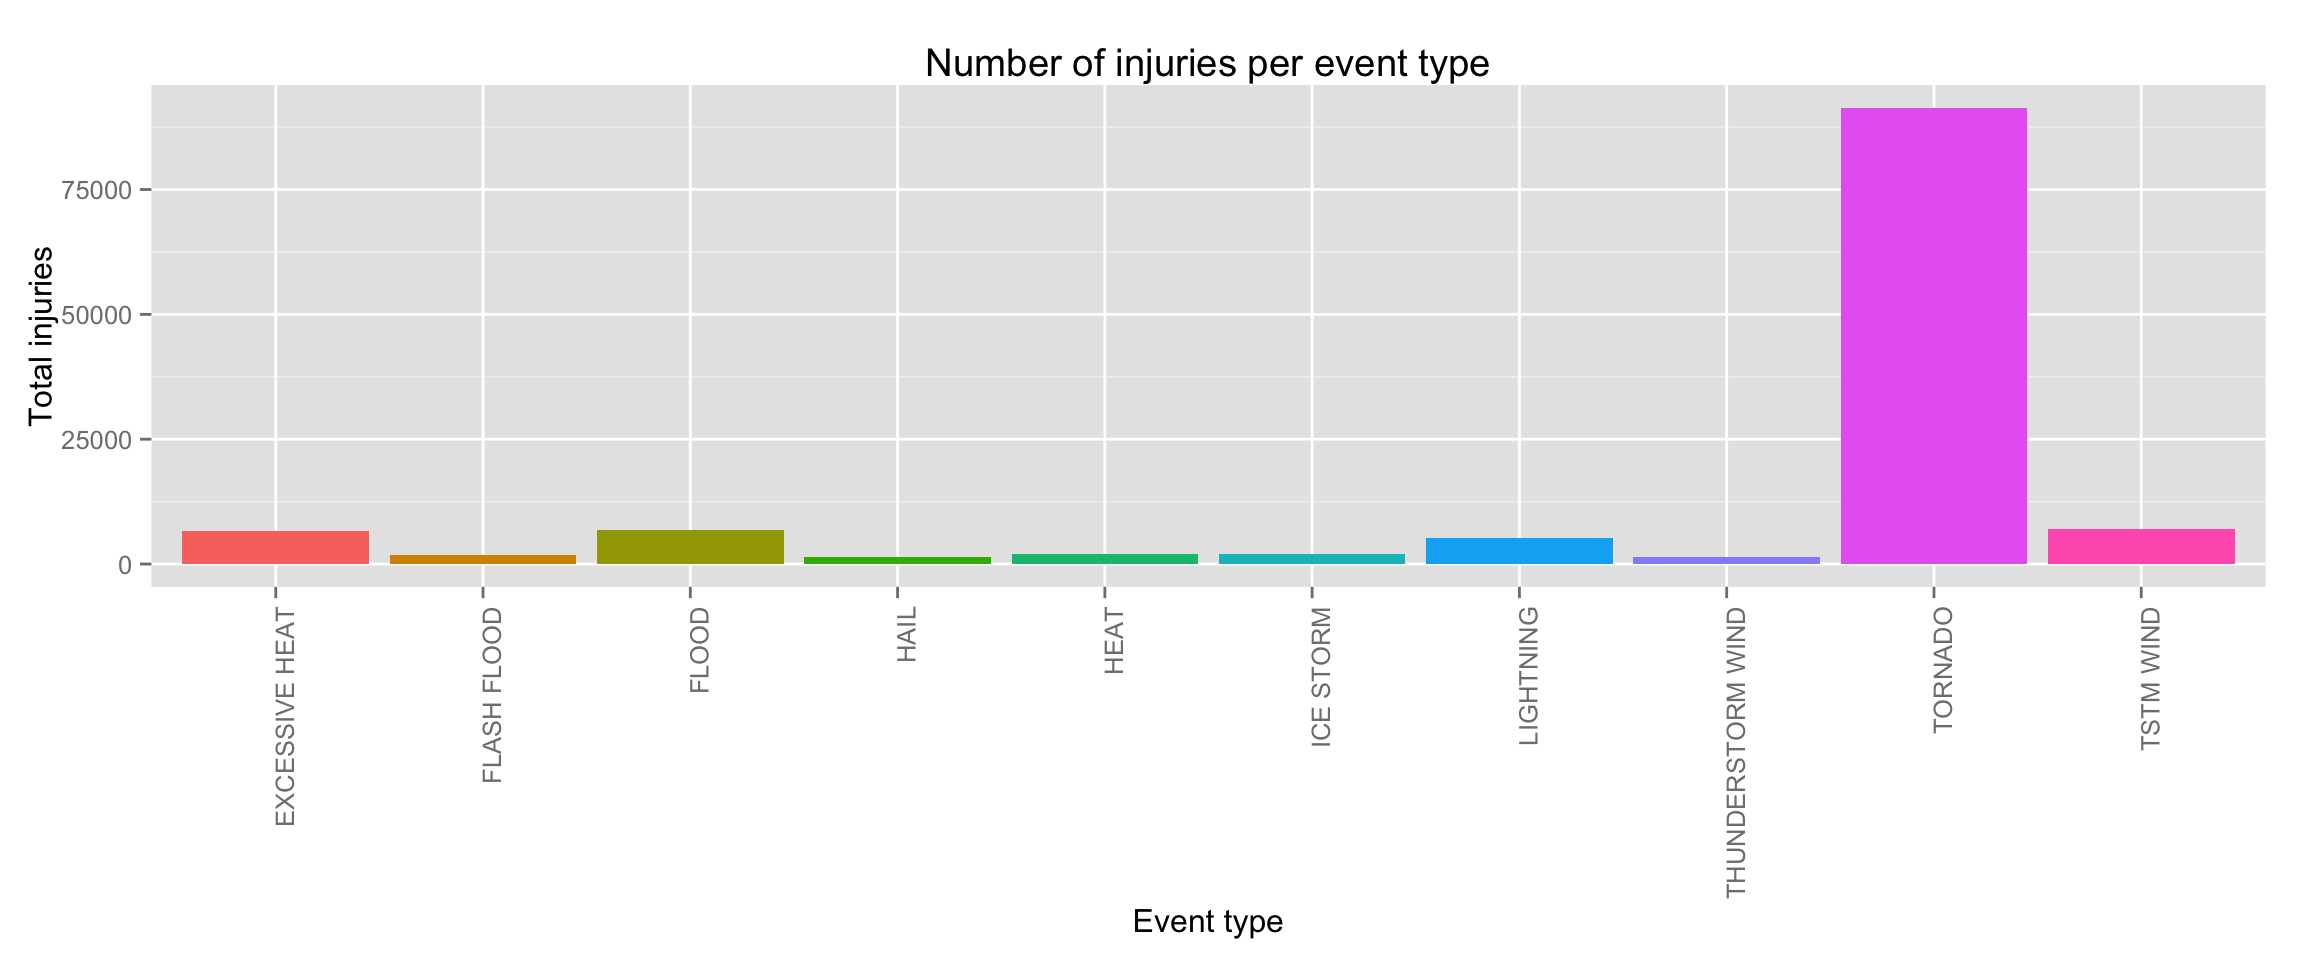 Number of injuries per event type
Total injuries
75000
50000
25000
0
EXCESSIVE HEAT
FLASH FLOOD
FLOOD
HAIL
HEAT
ICE STORM
LIGHTNING
THUNDERSTORM WIND
TORNADO
TSTM WIND
Event type